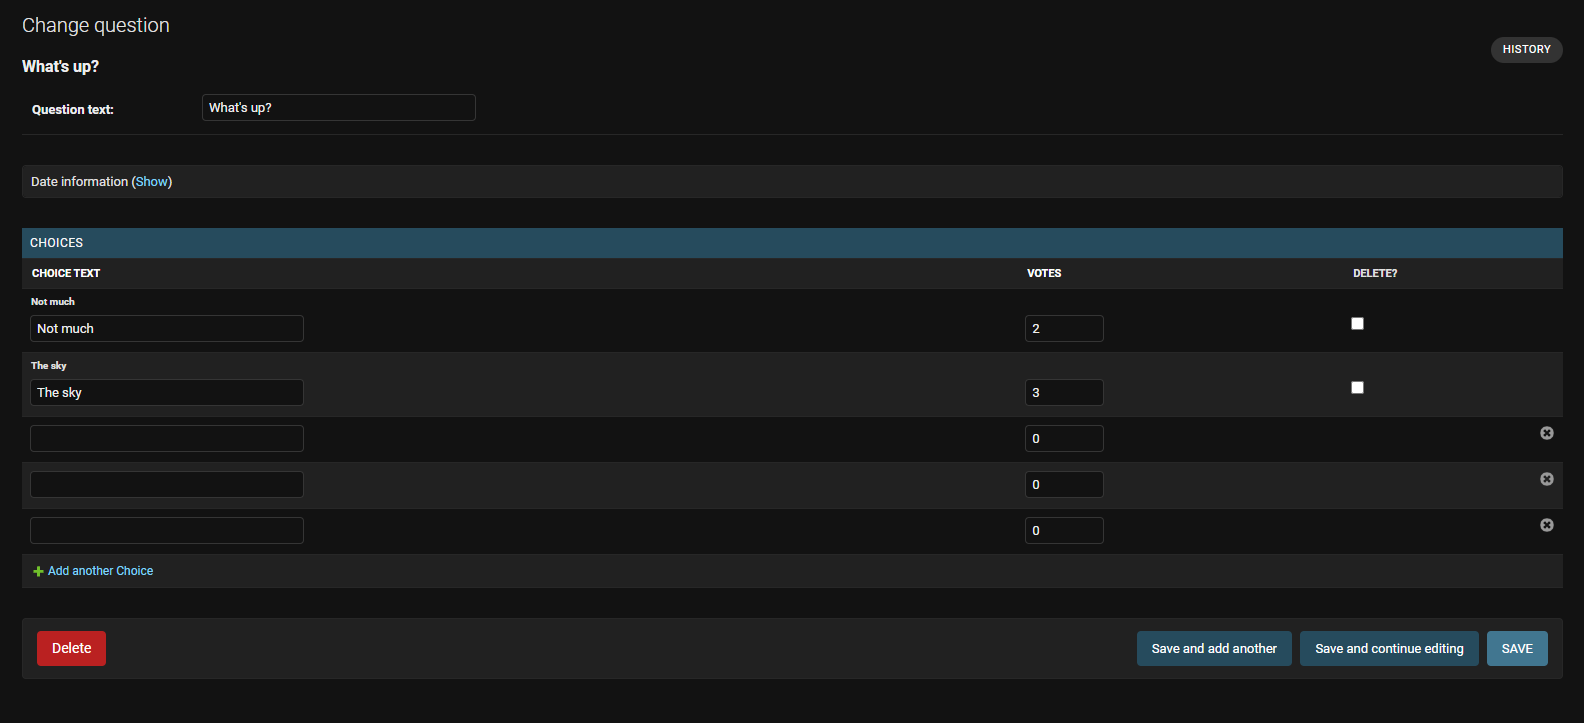 Change question
HISTORY
What's up?
Question text: What's up?
Date information (Show)
CHOICES
CHOICE TEXT VOTES DELETE?
Not much
Not much 2
The sky
The sky 3
0
0
0
Add another Choice
Delete Save and add another Save and continue editing SAVE